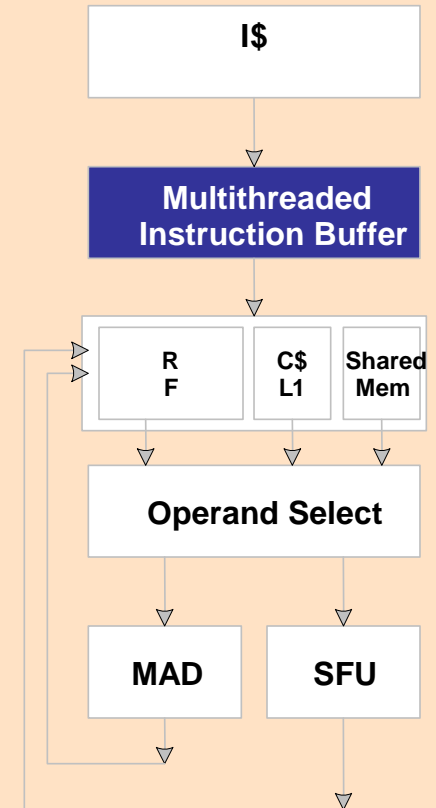 I$
Multithreaded
Instruction Buffer
R
F
C$
L1
Shared
Mem
Operand Select
MAD
SFU